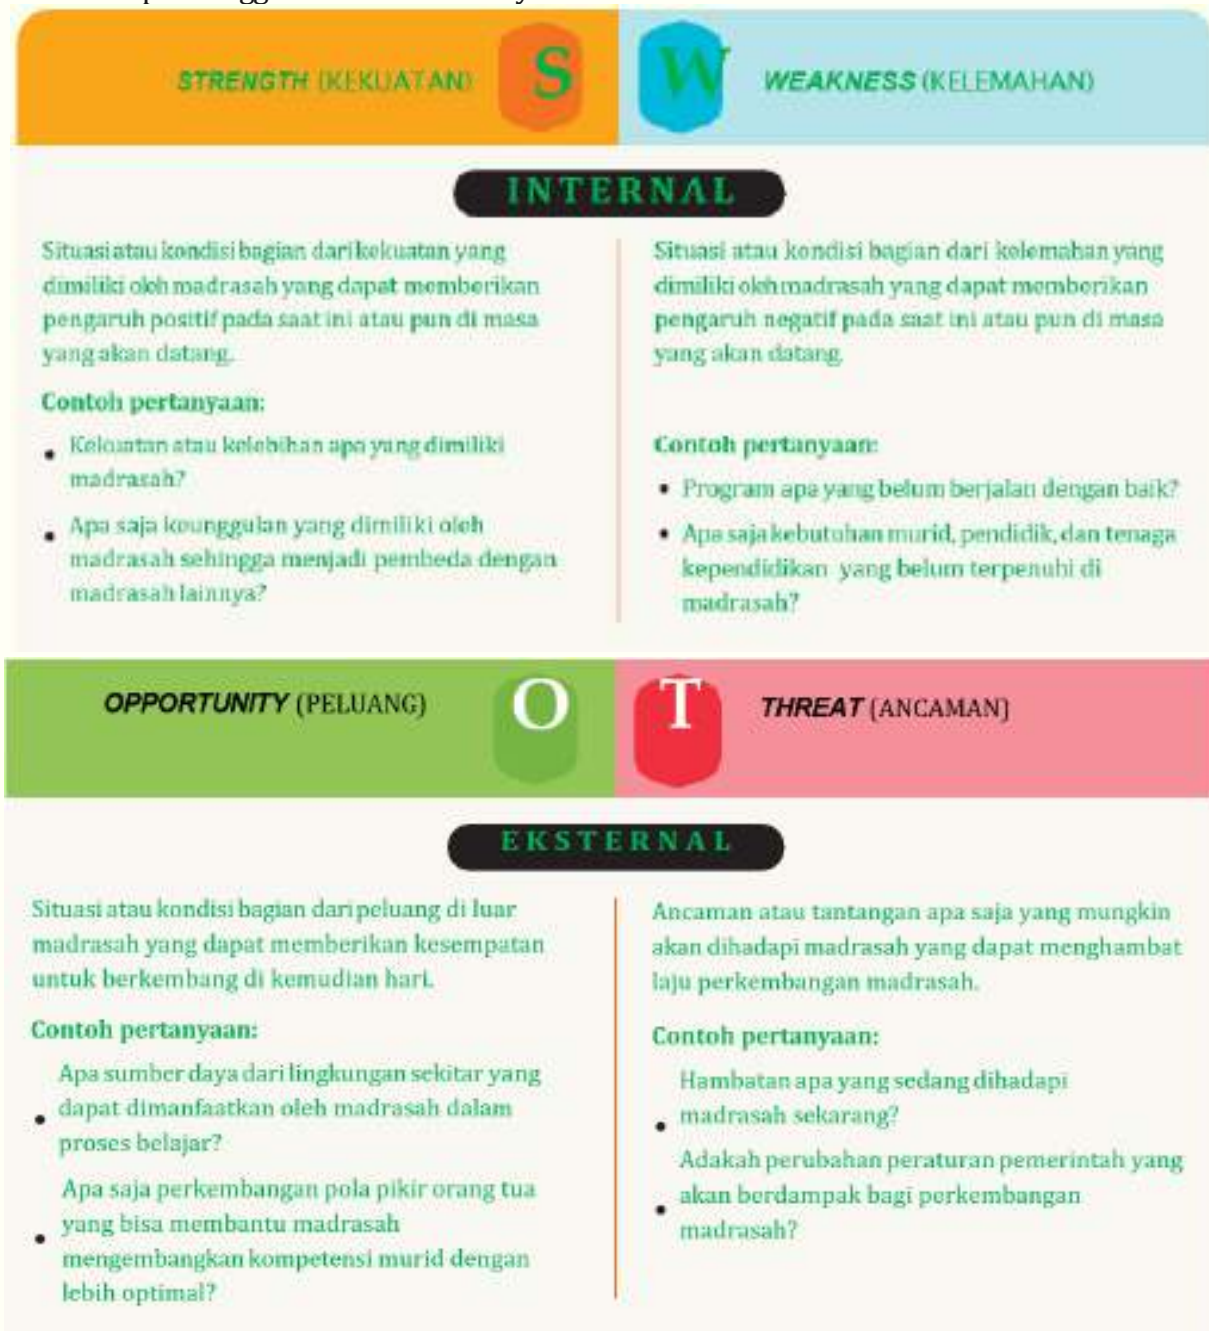 STRENGTH (KEKUATAN)
S
W
WEAKNESS (KELEMAHAN)
INTERNAL
Situasi atau kondisi bagian dari kekuatan yang
dimiliki oleh madrasah yang dapat memberikan
pengaruh positif pada saat ini atau pun di masa
yang akan datang.
Contoh pertanyaan:
• Kekuatan atau kelebihan apa yang dimiliki
madrasah?
• Apa saja keunggulan yang dimiliki oleh
madrasah sehingga menjadi pembeda dengan
madrasah lainnya?
Situasi atau kondisi bagian dari kelemahan yang
dimiliki oleh madrasah yang dapat memberikan
pengaruh negatif pada saat ini atau pun di masa
yang akan datang.
Contoh pertanyaan:
• Program apa yang belum berjalan dengan baik?
• Apa saja kebutuhan murid, pendidik, dan tenaga
kependidikan yang belum terpenuhi di
madrasah?
OPPORTUNITY (PELUANG)
O
T
THREAT (ANCAMAN)
EKSTERNAL
Situasi atau kondisi bagian dari peluang di luar
madrasah yang dapat memberikan kesempatan
untuk berkembang di kemudian hari.
Contoh pertanyaan:
Apa sumber daya dari lingkungan sekitar yang
• dapat dimanfaatkan oleh madrasah dalam
proses belajar?
Apa saja perkembangan pola pikir orang tua
• yang bisa membantu madrasah
mengembangkan kompetensi murid dengan
lebih optimal?
Ancaman atau tantangan apa saja yang mungkin
akan dihadapi madrasah yang dapat menghambat
laju perkembangan madrasah.
Contoh pertanyaan:
Hambatan apa yang sedang dihadapi
• madrasah sekarang?
Adakah perubahan peraturan pemerintah yang
• akan berdampak bagi perkembangan
madrasah?